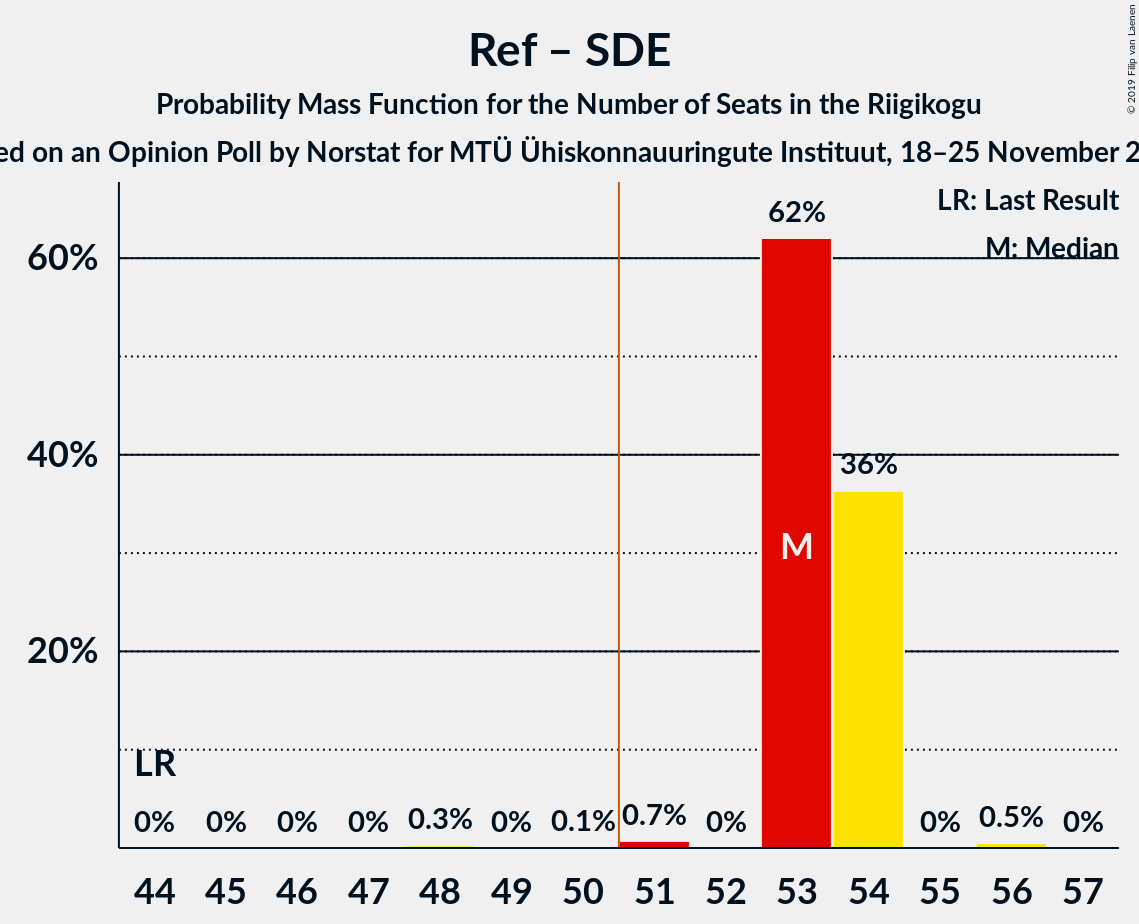 Ref – SDE
Probability Mass Function for the Number of Seats in the Riigikogu
ed on an Opinion Poll by Norstat for MTÜ Ühiskonnauuringute Instituut, 18–25 November 2
© 2019 Filip van Laenen
LR: Last Result
M: Median
60%
40%
20%
62%
36%
M
LR
0% 0% 0% 0% 0.3% 0% 0.1% 0.7% 0% 0% 0.5% 0%
44 45 46 47 48 49 50 51 52 53 54 55 56 57